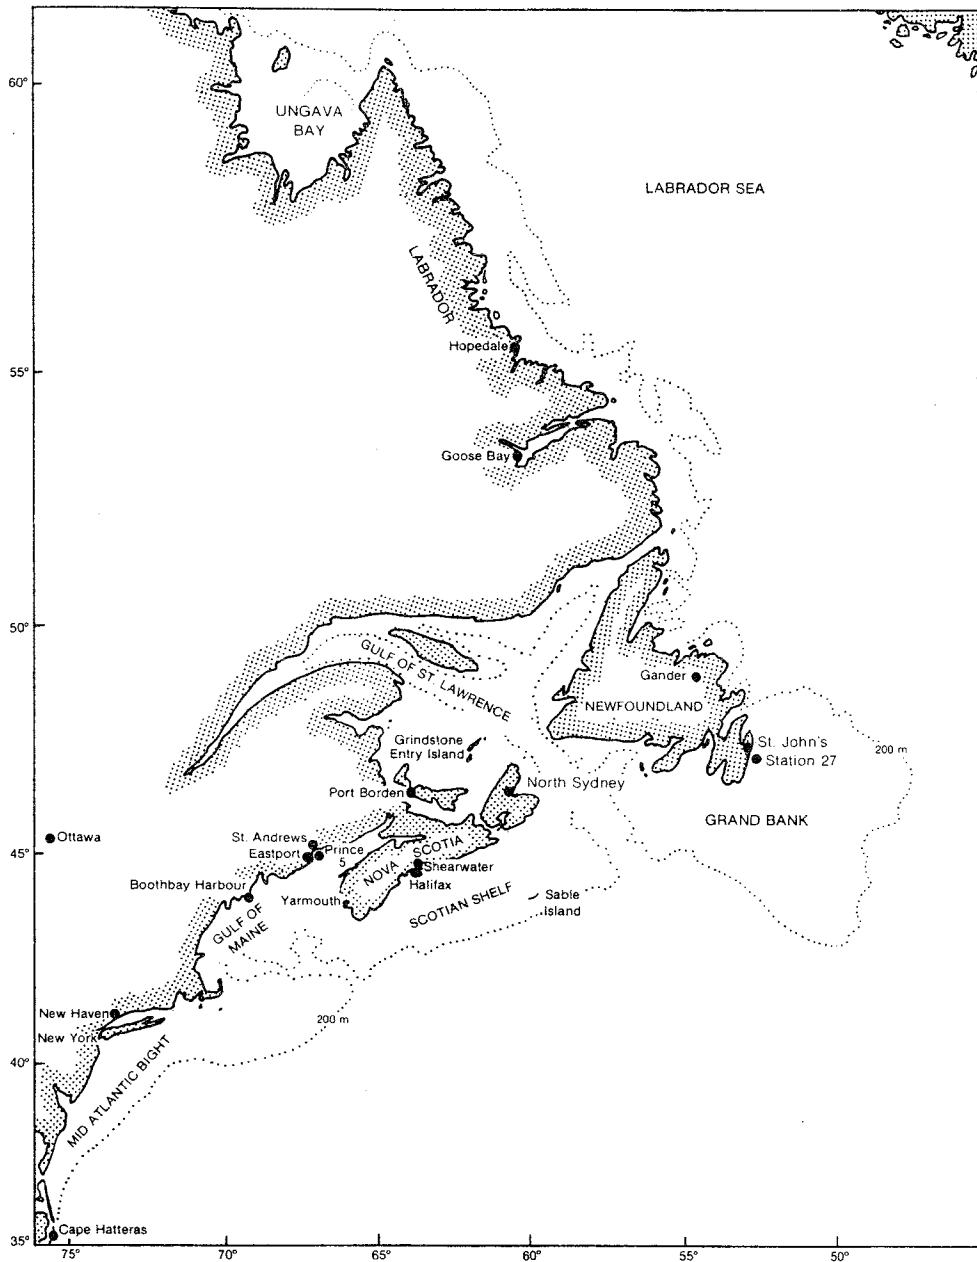 60°
UNGAVA
BAY
LABRADOR SEA
LABRADOR
Hopedale
55°
Goose Bay
50°
GULF OF ST. LAWRENCE
Gander
NEWFOUNDLAND
St. John's
Station 27
200 m
Grindstone
Entry Island
North Sydney
Port Borden
GRAND BANK
Ottawa
St. Andrews
Eastport
Prince
5
45°
NOVA SCOTIA
Shearwater
Halifax
Boothbay Harbour
Yarmouth
SCOTIAN SHELF
Sable
Island
GULF OF
MAINE
New Haven
200 m
New York
40°
MID ATLANTIC BIGHT
Cape Hatteras
35°
75°
70°
65°
60°
55°
50°